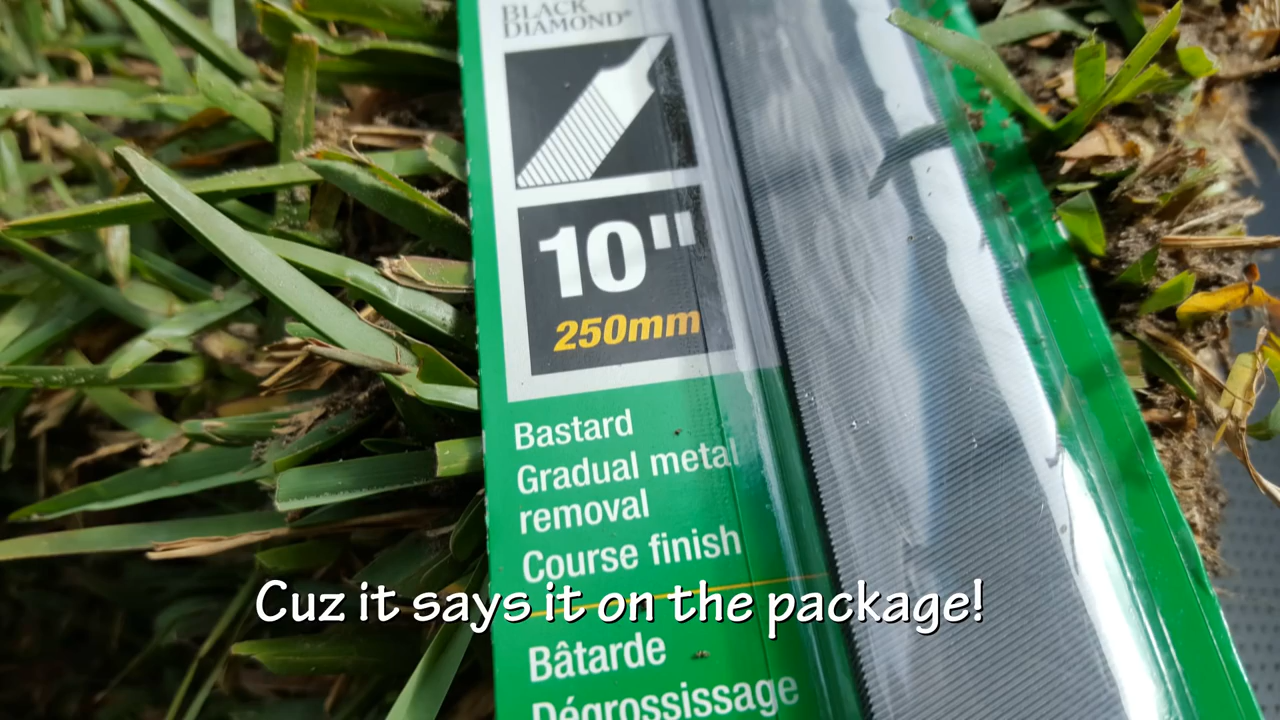 BLACK
DIAMOND®
10"
250mm
Bastard
Gradual metal
removal
Course finish
Cuz it says it on the package!
Bâtarde
Dégrossissage